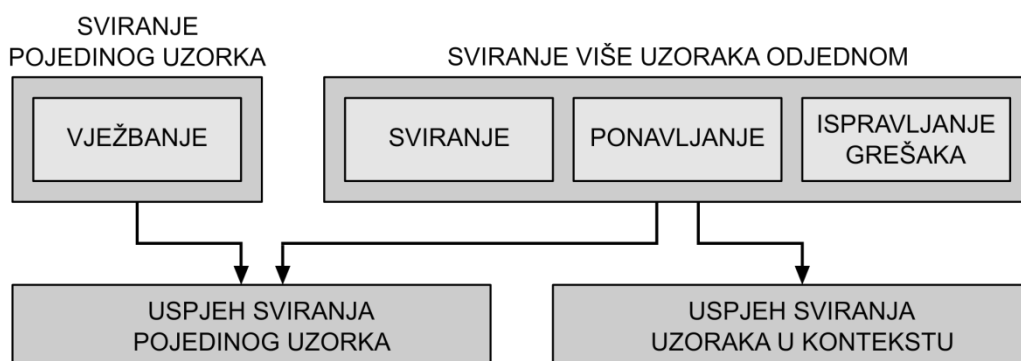 SVIRANJE
POJEDINOG UZORKA
SVIRANJE VIŠE UZORAKA ODJEDNOM
VJEŽBANJE
SVIRANJE
PONAVLJANJE
ISPRAVLJANJE
GREŠAKA
USPJEH SVIRANJA
POJEDINOG UZORKA
USPJEH SVIRANJA
UZORAKA U KONTEKSTU